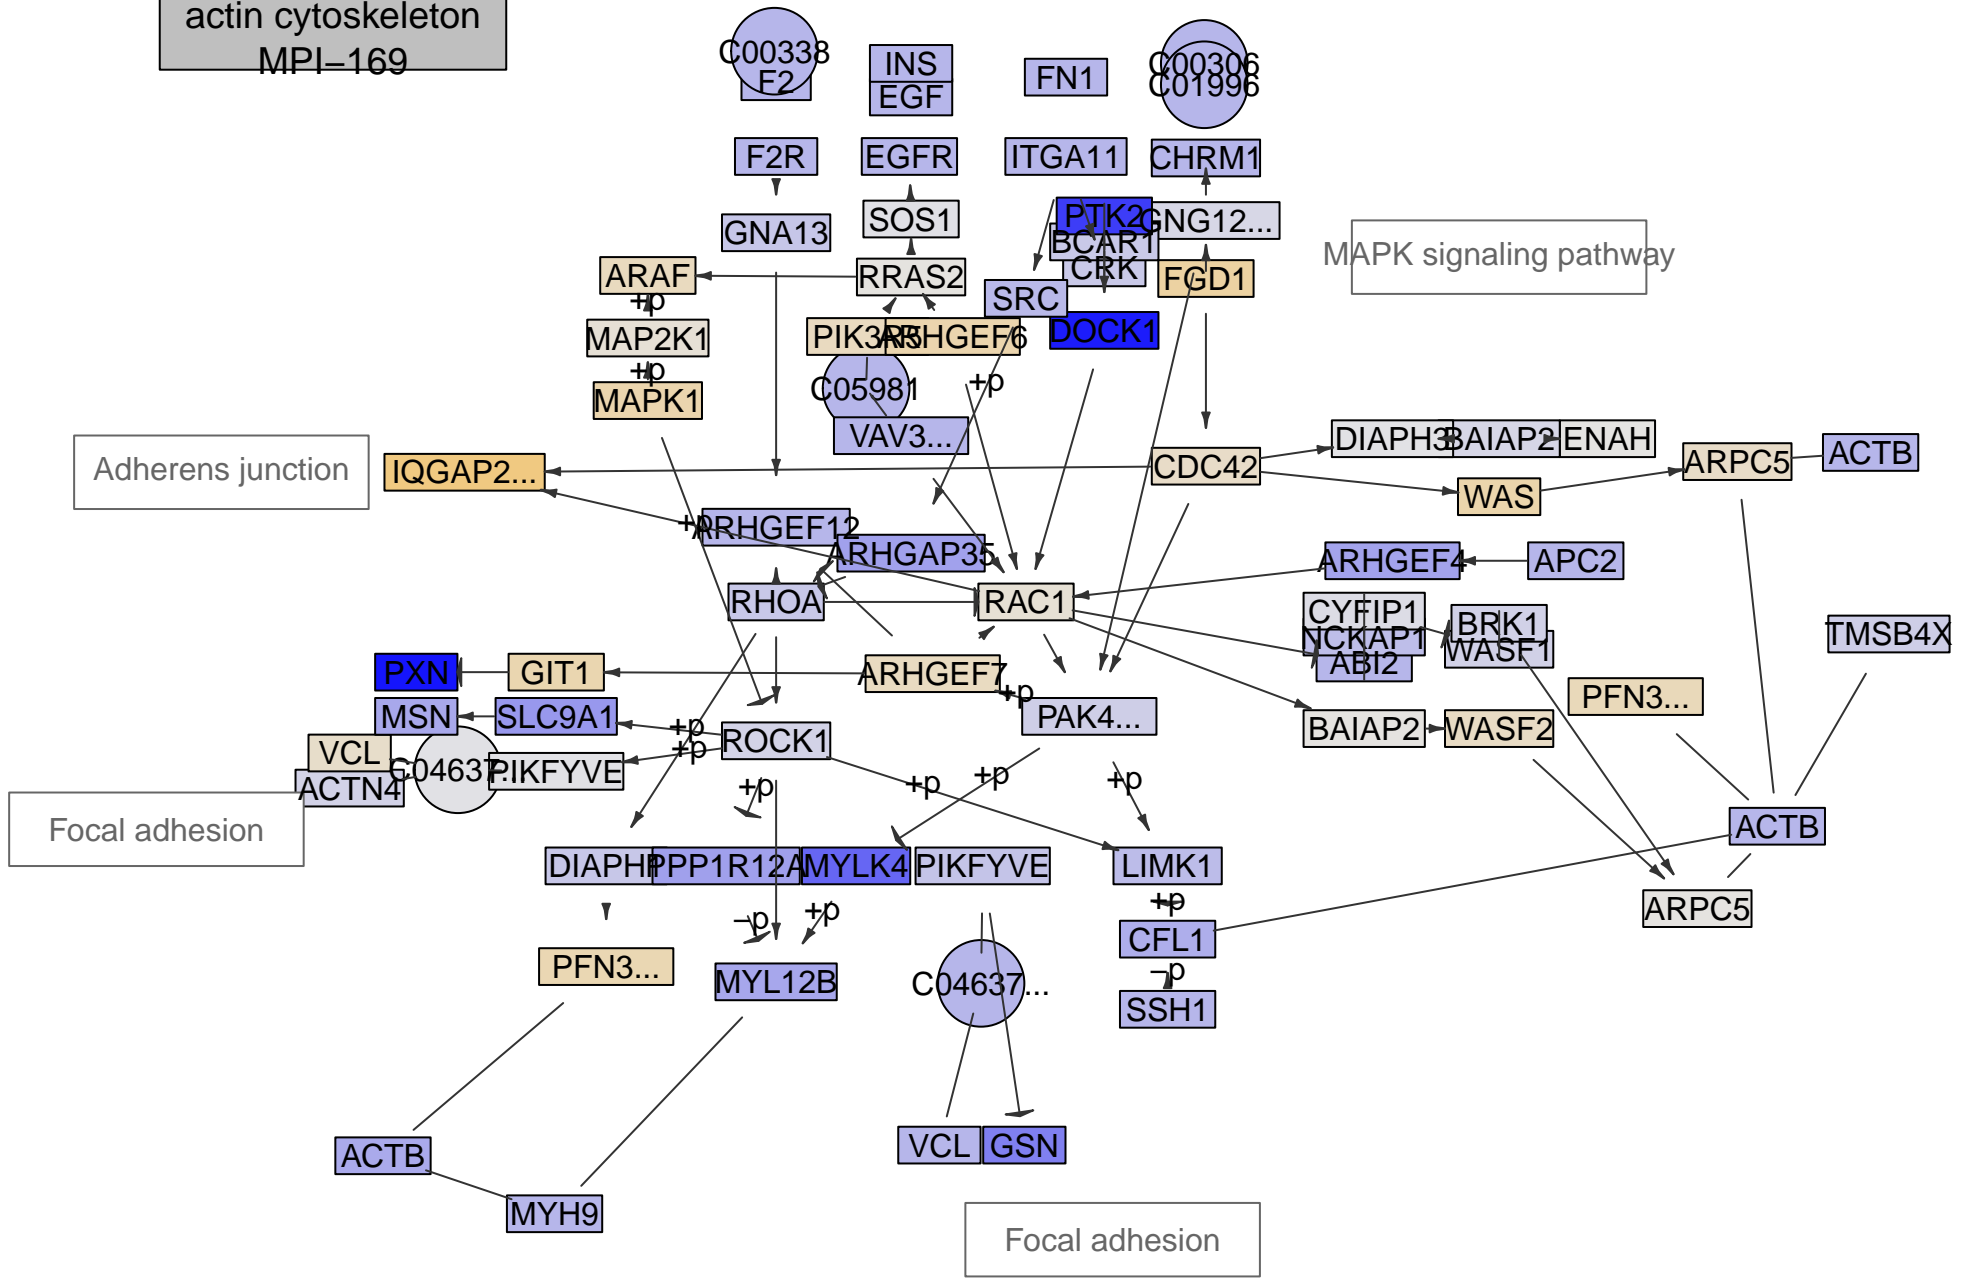 actin cytoskeleton
MPI−169
C00338
F2
INS
EGF
FN1
C00306
C01996
F2R
EGFR
ITGA11
CHRM1
GNA13
SOS1
PTK2
GNG12...
BCAR1
CRK
MAPK signaling pathway
ARAF
RRAS2
SRC
FGD1
+p
MAP2K1
ARHGEF6
DOCK1
+p
MAPK1
C05981
+p
VAV3...
Adherens junction
IQGAP2...
CDC42
DIAPH3
BAIAP2
ENAH
ARPC5
ACTB
WAS
+p
ARHGEF12
ARHGAP35
ARHGEF4
APC2
RHOA
RAC1
CYFIP1
NCKAP1
ABI2
BRK1
WASF1
TMSB4X
PXN
GIT1
ARHGEF7
+p
PFN3...
MSN
SLC9A1
+p
ROCK1
PAK4...
BAIAP2
WASF2
VCL
C04637...
PIKFYVE
+p
ACTN4
+p
+p
+p
+p
Focal adhesion
ACTB
PPP1R12A
MYLK4
PIKFYVE
LIMK1
−p
+p
+p
ARPC5
CFL1
PFN3...
MYL12B
C04637...
−p
SSH1
ACTB
VCL
GSN
MYH9
Focal adhesion